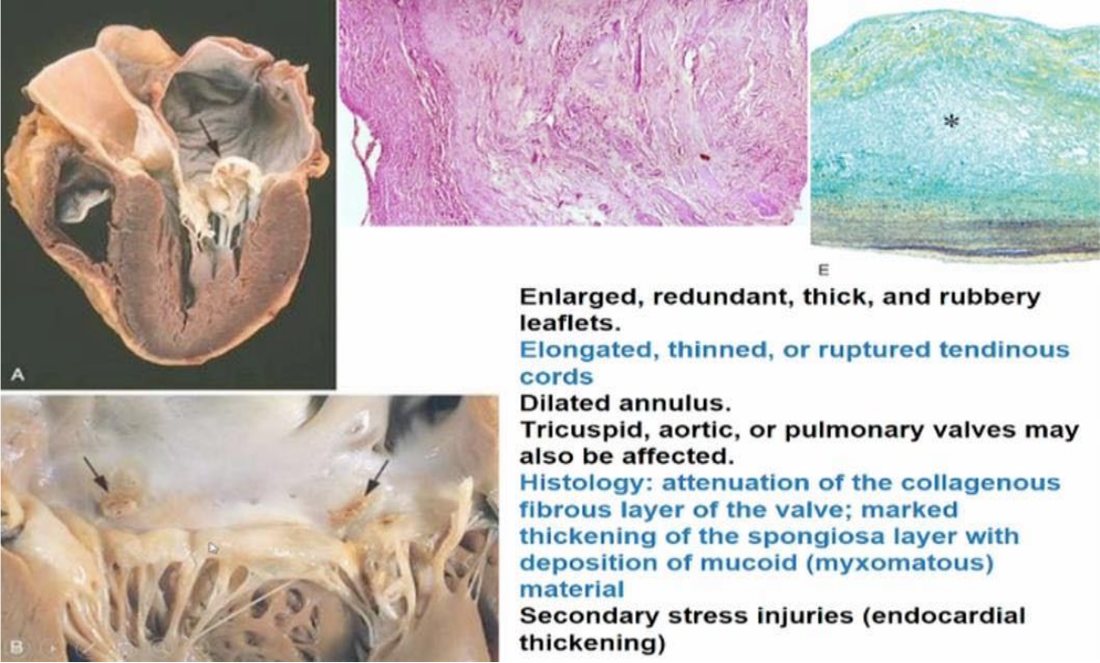 A
*
E
Enlarged, redundant, thick, and rubbery
leaflets.
Elongated, thinned, or ruptured tendinous
cords
Dilated annulus.
Tricuspid, aortic, or pulmonary valves may
also be affected.
Histology: attenuation of the collagenous
fibrous layer of the valve; marked
thickening of the spongiosa layer with
deposition of mucoid (myxomatous)
material
Secondary stress injuries (endocardial
thickening)
B